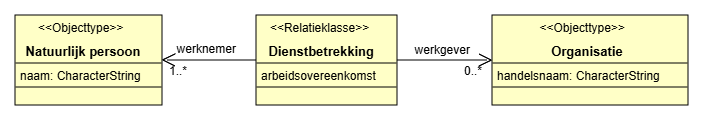 <<Objecttype>>
Natuurlijk persoon
naam: CharacterString
werknemer
1..*
<<Relatieklasse>>
Dienstbetrekking
arbeidsovereenkomst
werkgever
0..*
<<Objecttype>>
Organisatie
handelsnaam: CharacterString